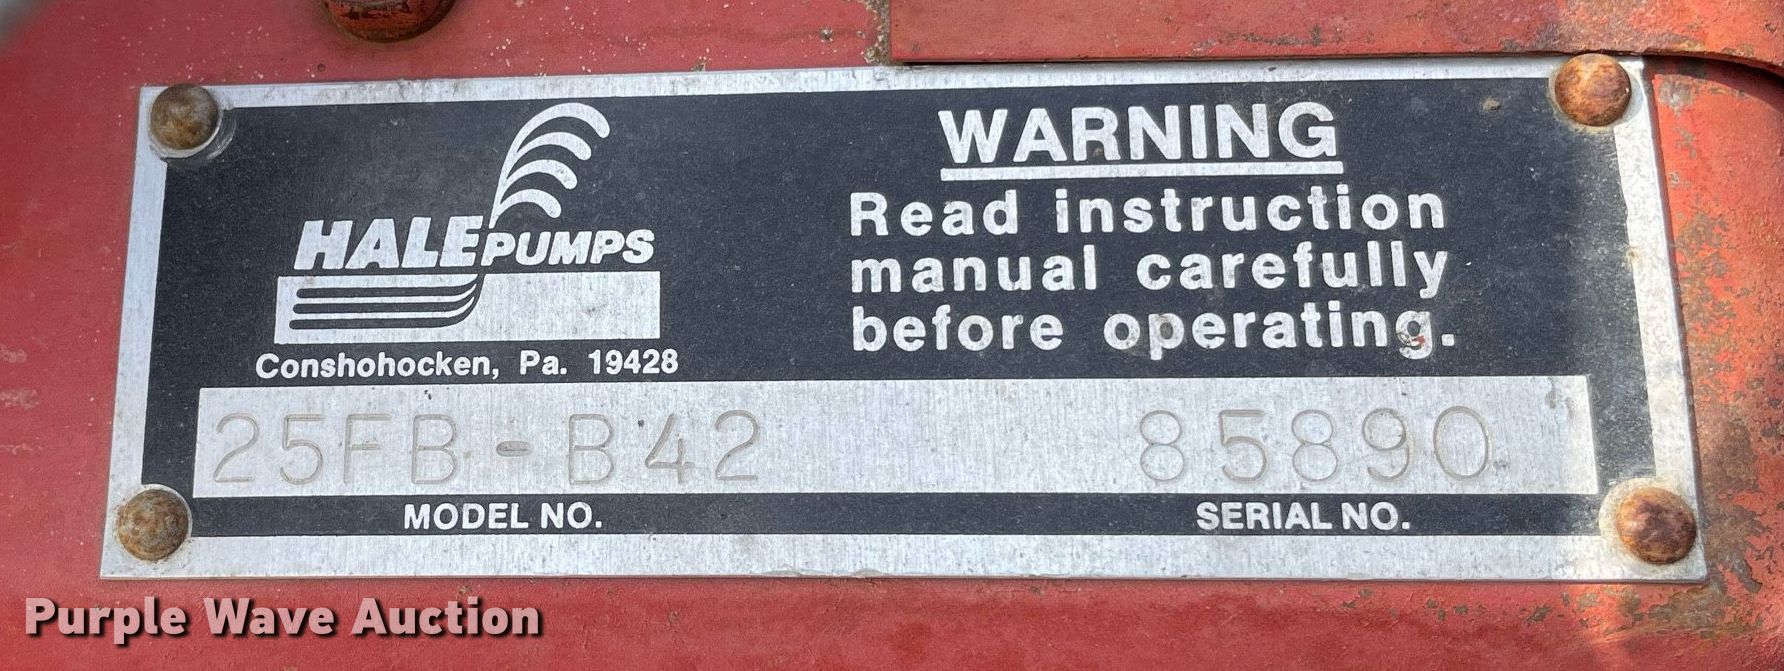 HALE PUMPS
Conshohocken, Pa. 19428
WARNING
Read instruction
manual carefully
before operating.
25FB-B42
85890
MODEL NO.
SERIAL NO.
Purple Wave Auction